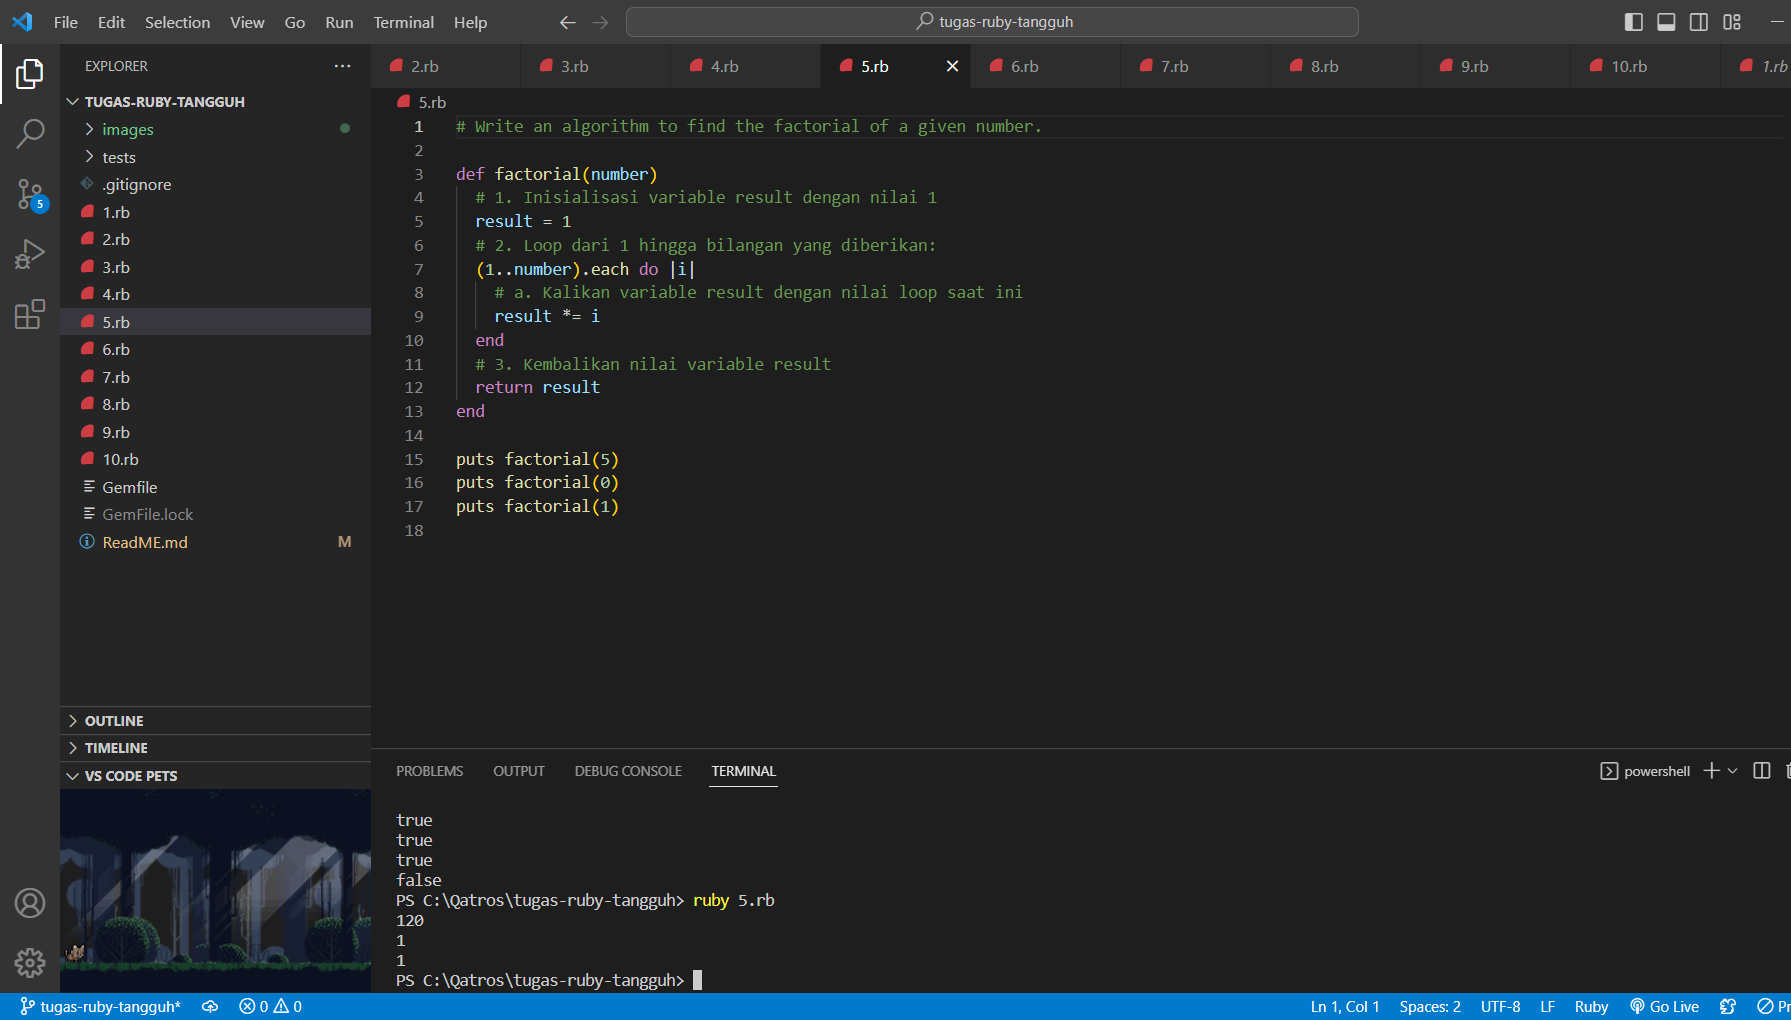 File Edit Selection View Go Run Terminal Help
tugas-ruby-tangguh
EXPLORER
TUGAS-RUBY-TANGGUH
images
tests
.gitignore
1.rb
2.rb
3.rb
4.rb
5.rb
6.rb
7.rb
8.rb
9.rb
10.rb
Gemfile
GemFile.lock
ReadME.md M
5
OUTLINE
TIMELINE
VS CODE PETS
2.rb 3.rb 4.rb 5.rb 6.rb 7.rb 8.rb 9.rb 10.rb 1.rb
5.rb
1 # Write an algorithm to find the factorial of a given number.
2
3 def factorial(number)
4 # 1. Inisialisasi variable result dengan nilai 1
5 result = 1
6 # 2. Loop dari 1 hingga bilangan yang diberikan:
7 (1..number).each do |i|
8 # a. Kalikan variable result dengan nilai loop saat ini
9 result *= i
10 end
11 # 3. Kembalikan nilai variable result
12 return result
13 end
14
15 puts factorial(5)
16 puts factorial(0)
17 puts factorial(1)
18
PROBLEMS OUTPUT DEBUG CONSOLE TERMINAL powershell
true
true
true
false
PS C:\Qatros\tugas-ruby-tangguh> ruby 5.rb
120
1
1
PS C:\Qatros\tugas-ruby-tangguh>
tugas-ruby-tangguh* 0 0 Ln 1, Col 1 Spaces: 2 UTF-8 LF Ruby Go Live